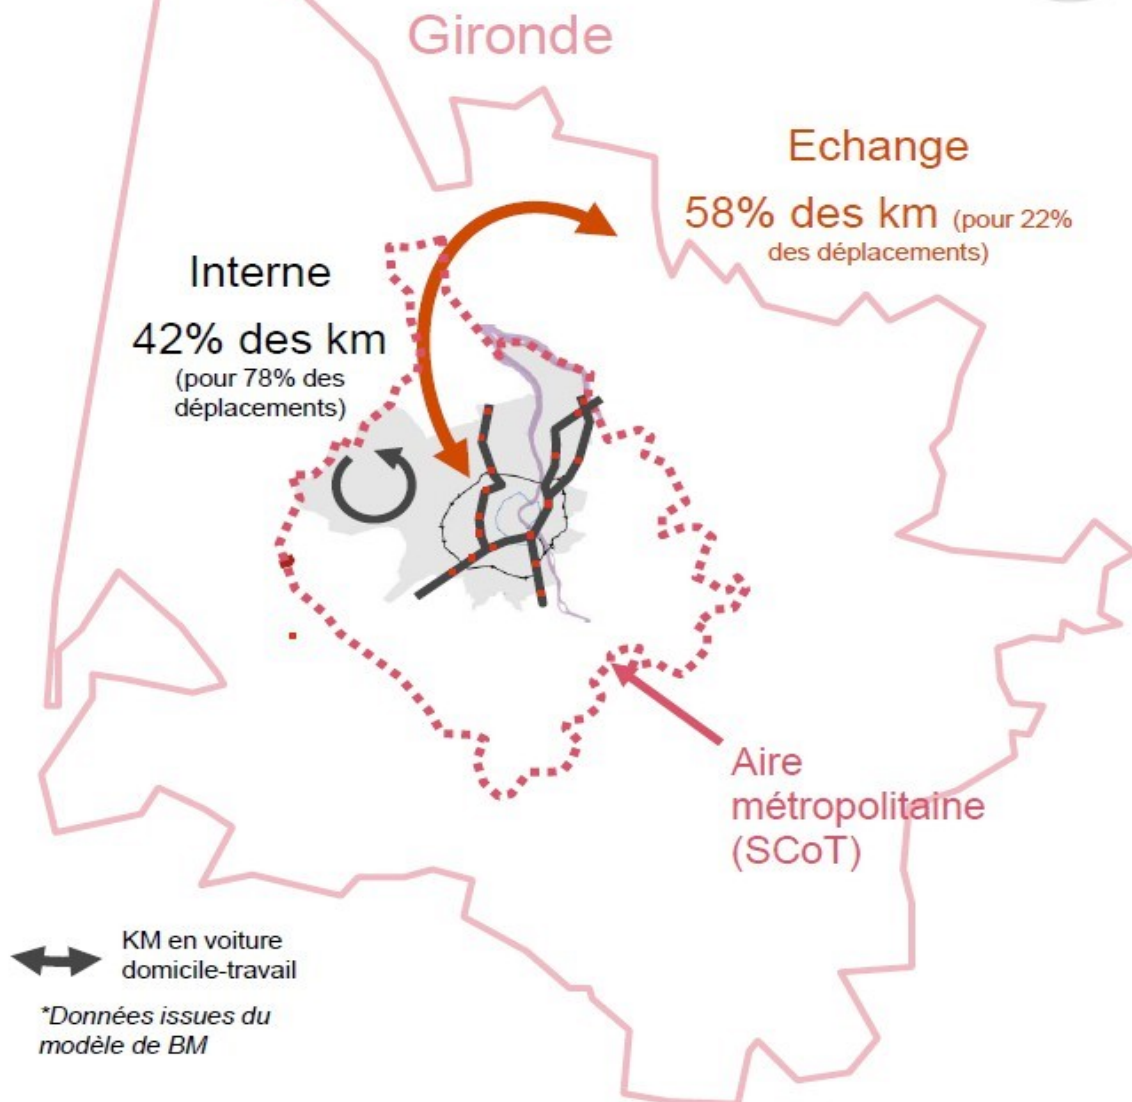 Gironde
Echange
58% des km (pour 22%
des déplacements)
Interne
42% des km
(pour 78% des
déplacements)
Aire
métropolitaine
(SCoT)
KM en voiture
domicile-travail
*Données issues du
modèle de BM